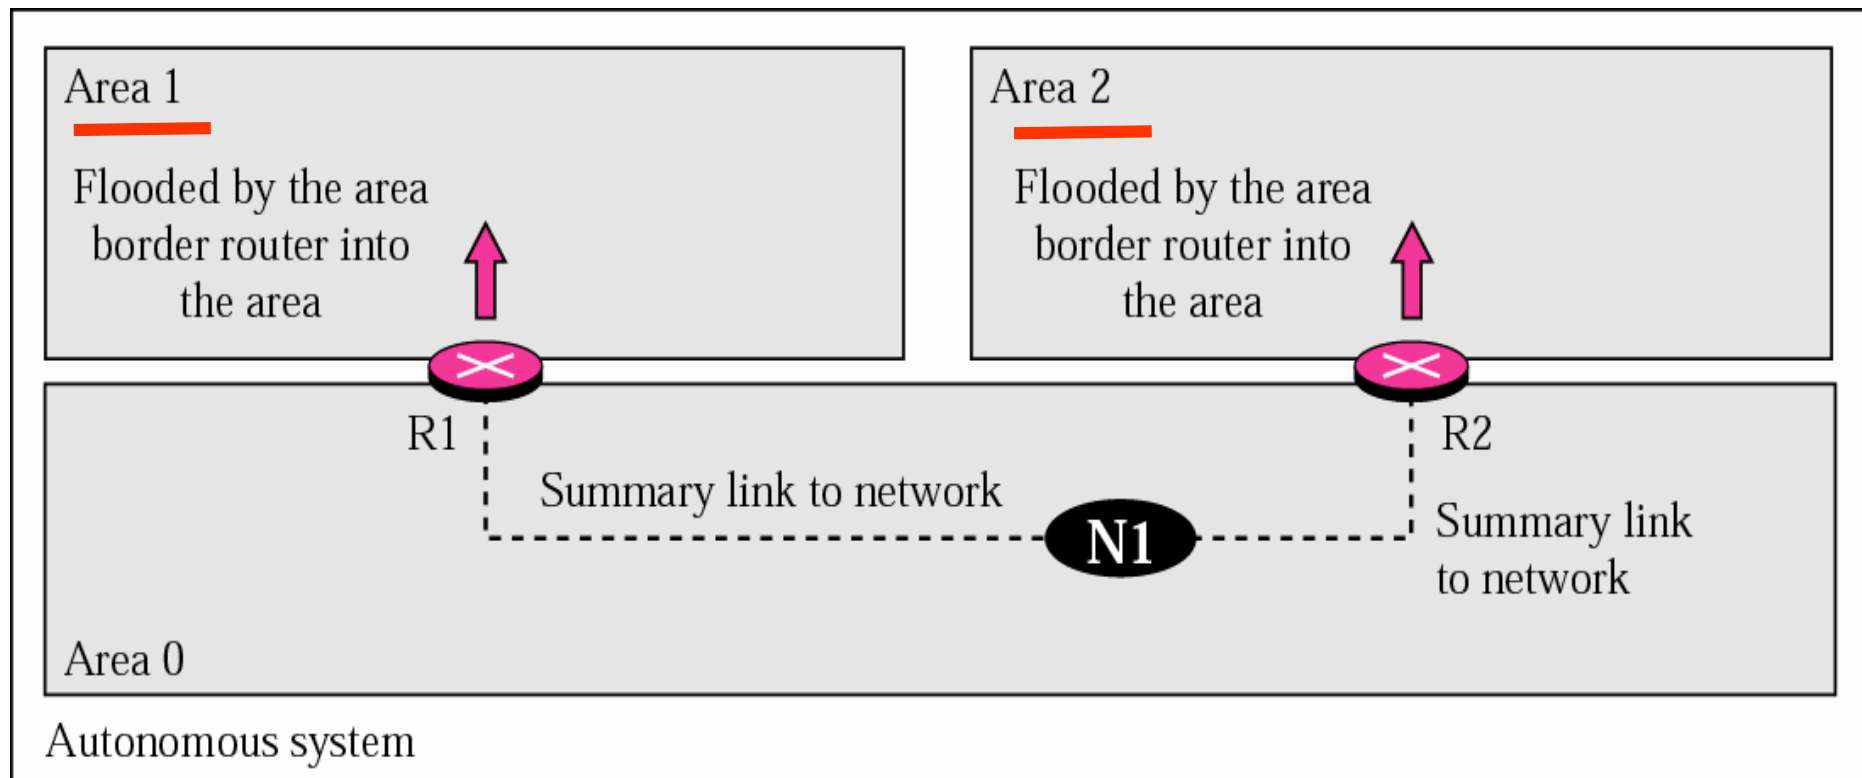 Area 1
Flooded by the area
border router into
the area
Area 2
Flooded by the area
border router into
the area
R1
R2
Summary link to network
N1
Summary link
to network
Area 0
Autonomous system